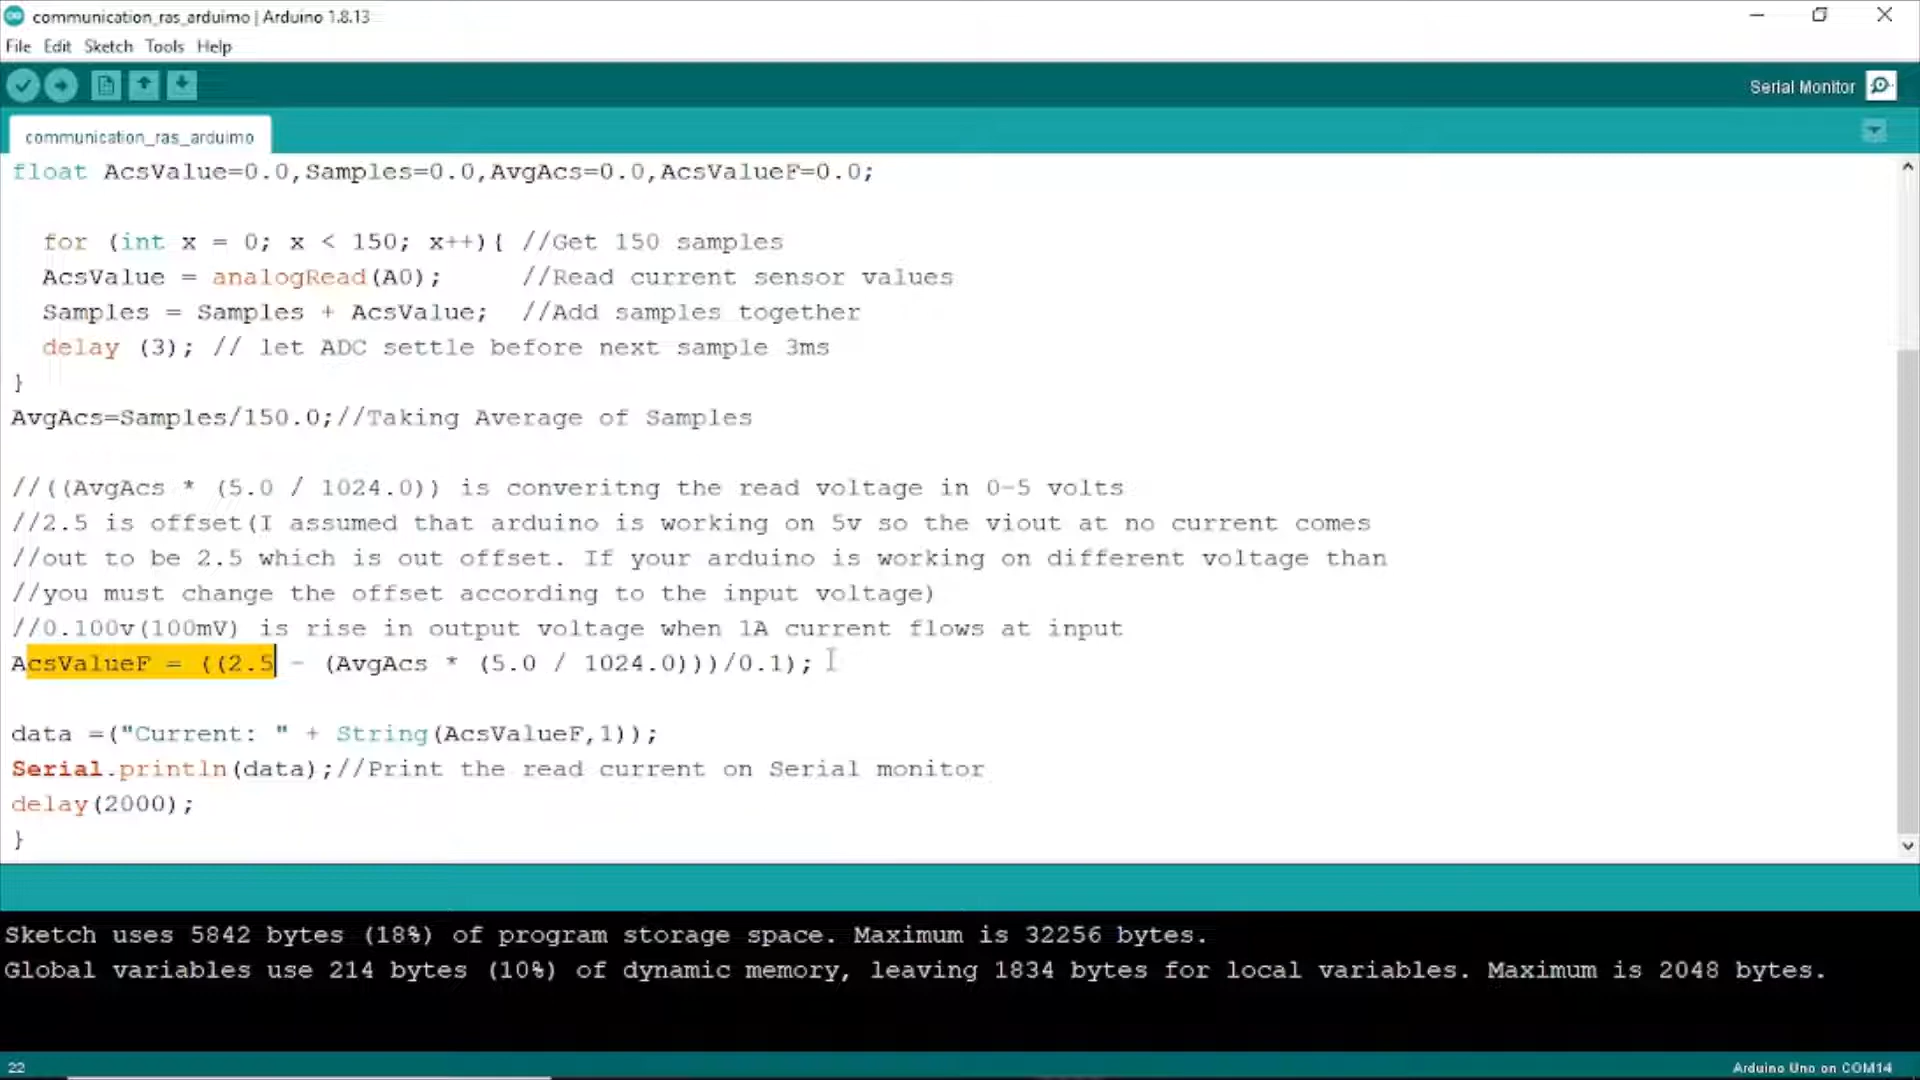 communication_ras_arduimo | Arduino 1.8.13
File Edit Sketch Tools Help
Serial Monitor
communication_ras_arduimo
float AcsValue=0.0,Samples=0.0,AvgAcs=0.0,AcsValueF=0.0;
for (int x = 0; x < 150; x++){ //Get 150 samples
AcsValue = analogRead(A0);     //Read current sensor values
Samples = Samples + AcsValue;  //Add samples together
delay (3); // let ADC settle before next sample 3ms
}
AvgAcs=Samples/150.0;//Taking Average of Samples
//((AvgAcs * (5.0 / 1024.0)) is converitng the read voltage in 0-5 volts
//2.5 is offset(I assumed that arduino is working on 5v so the viout at no current comes
//out to be 2.5 which is out offset. If your arduino is working on different voltage than
//you must change the offset according to the input voltage)
//0.100v(100mV) is rise in output voltage when 1A current flows at input
AcsValueF = ((2.5 - (AvgAcs * (5.0 / 1024.0)))/0.1);
data =("Current: " + String(AcsValueF,1));
Serial.println(data);//Print the read current on Serial monitor
delay(2000);
}
Sketch uses 5842 bytes (18%) of program storage space. Maximum is 32256 bytes.
Global variables use 214 bytes (10%) of dynamic memory, leaving 1834 bytes for local variables. Maximum is 2048 bytes.
22
Arduino Uno on COM14